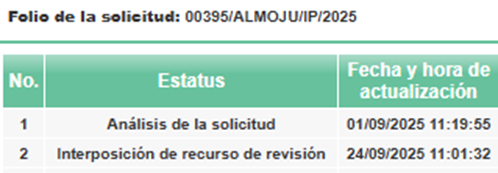 Folio de la solicitud: 00395/ALMOJU/IP/2025
No. Estatus Fecha y hora de actualización
1 Análisis de la solicitud 01/09/2025 11:19:55
2 Interposición de recurso de revisión 24/09/2025 11:01:32